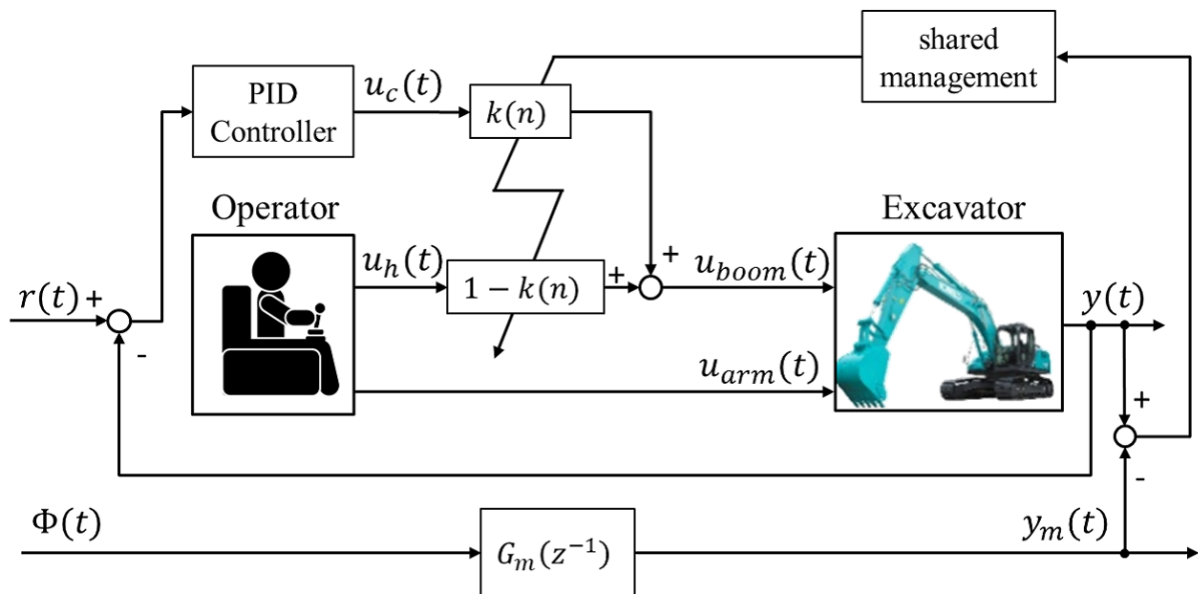 shared
management
PID
Controller
u_c(t)
k(n)
Operator
Excavator
u_h(t)
1 − k(n)
+
+
u_boom(t)
r(t) +
-
y(t)
u_arm(t)
+
-
Φ(t)
G_m(z⁻¹)
y_m(t)